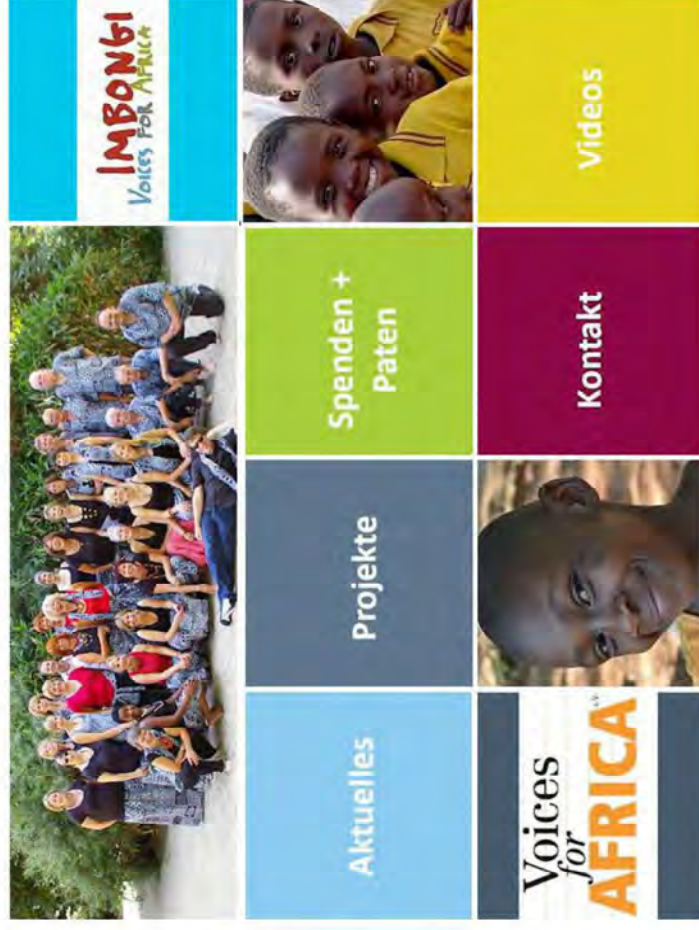 IMBONGI
VOICES FOR AFRICA
Aktuelles
Projekte
Spenden +
Paten
Voices
for
AFRICA
Kontakt
Videos